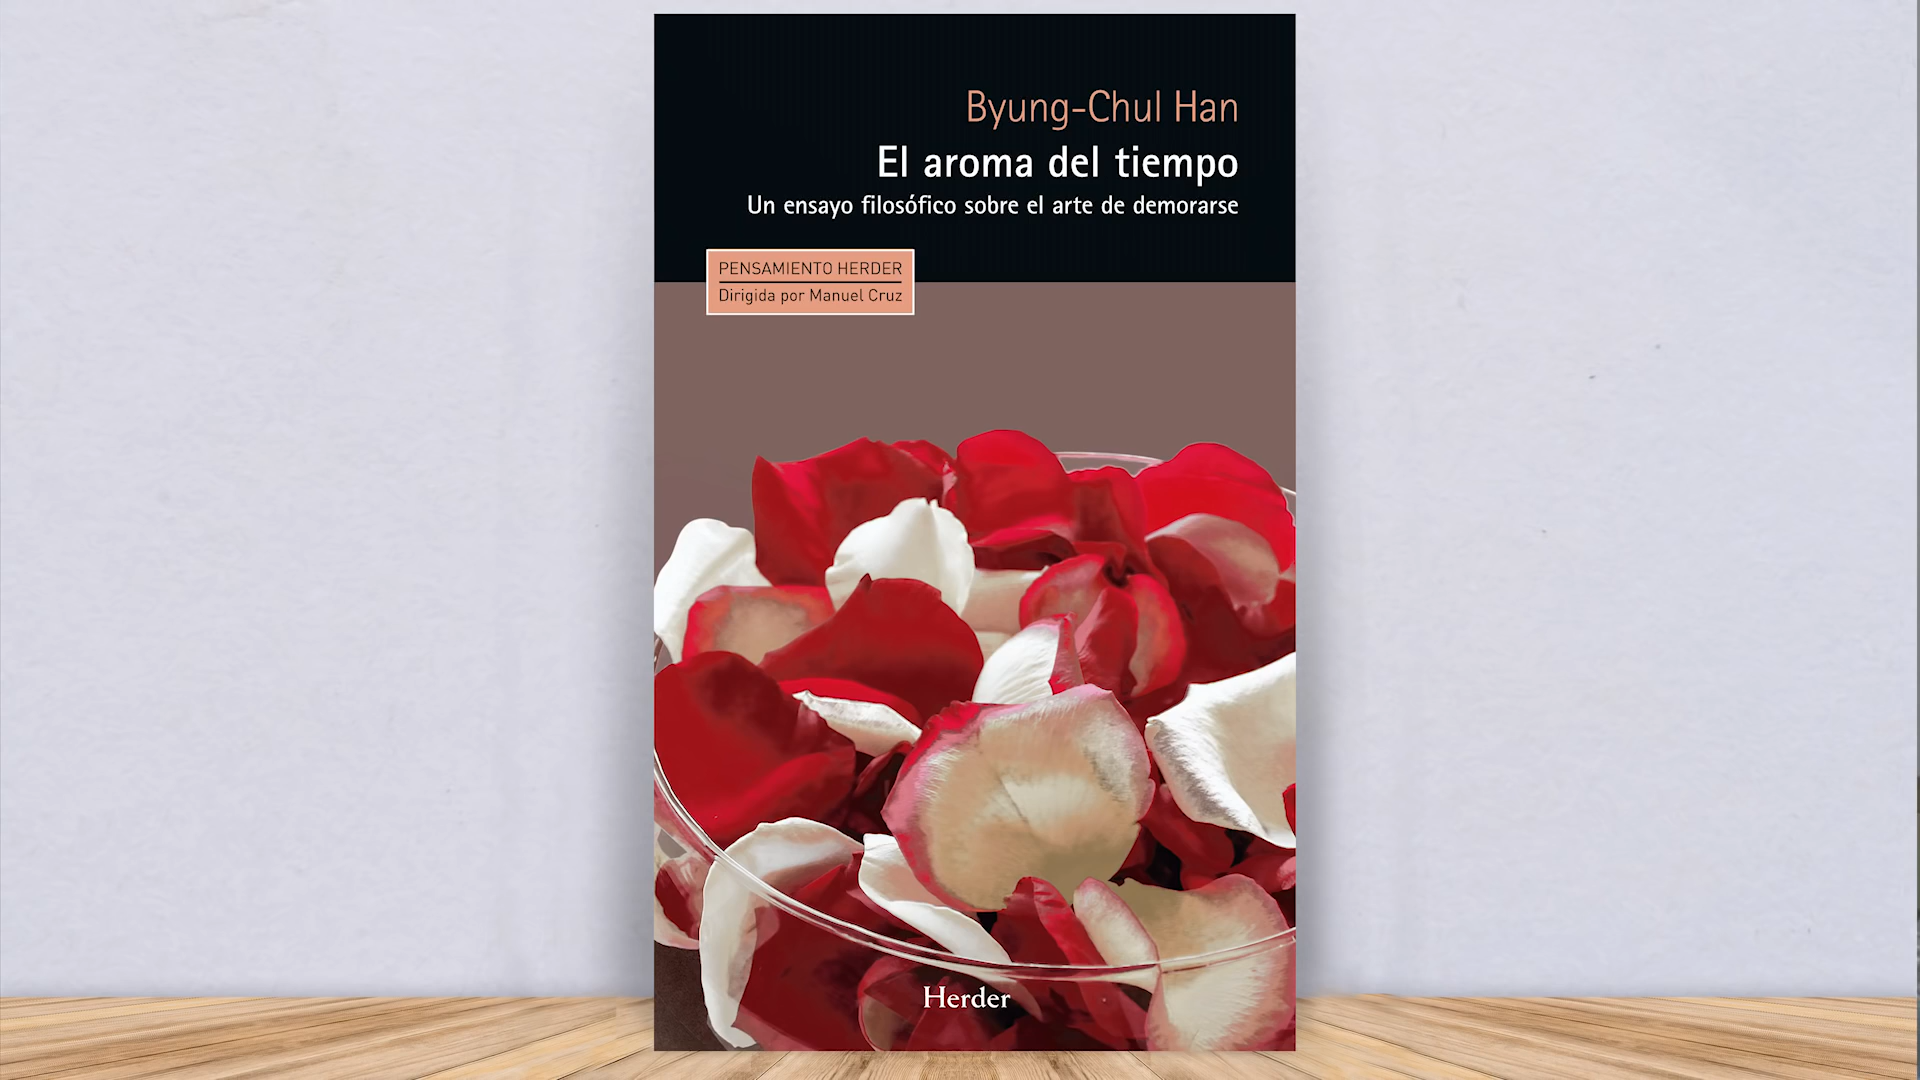 Byung-Chul Han
El aroma del tiempo
Un ensayo filosófico sobre el arte de demorarse
PENSAMIENTO HERDER
Dirigida por Manuel Cruz
Herder